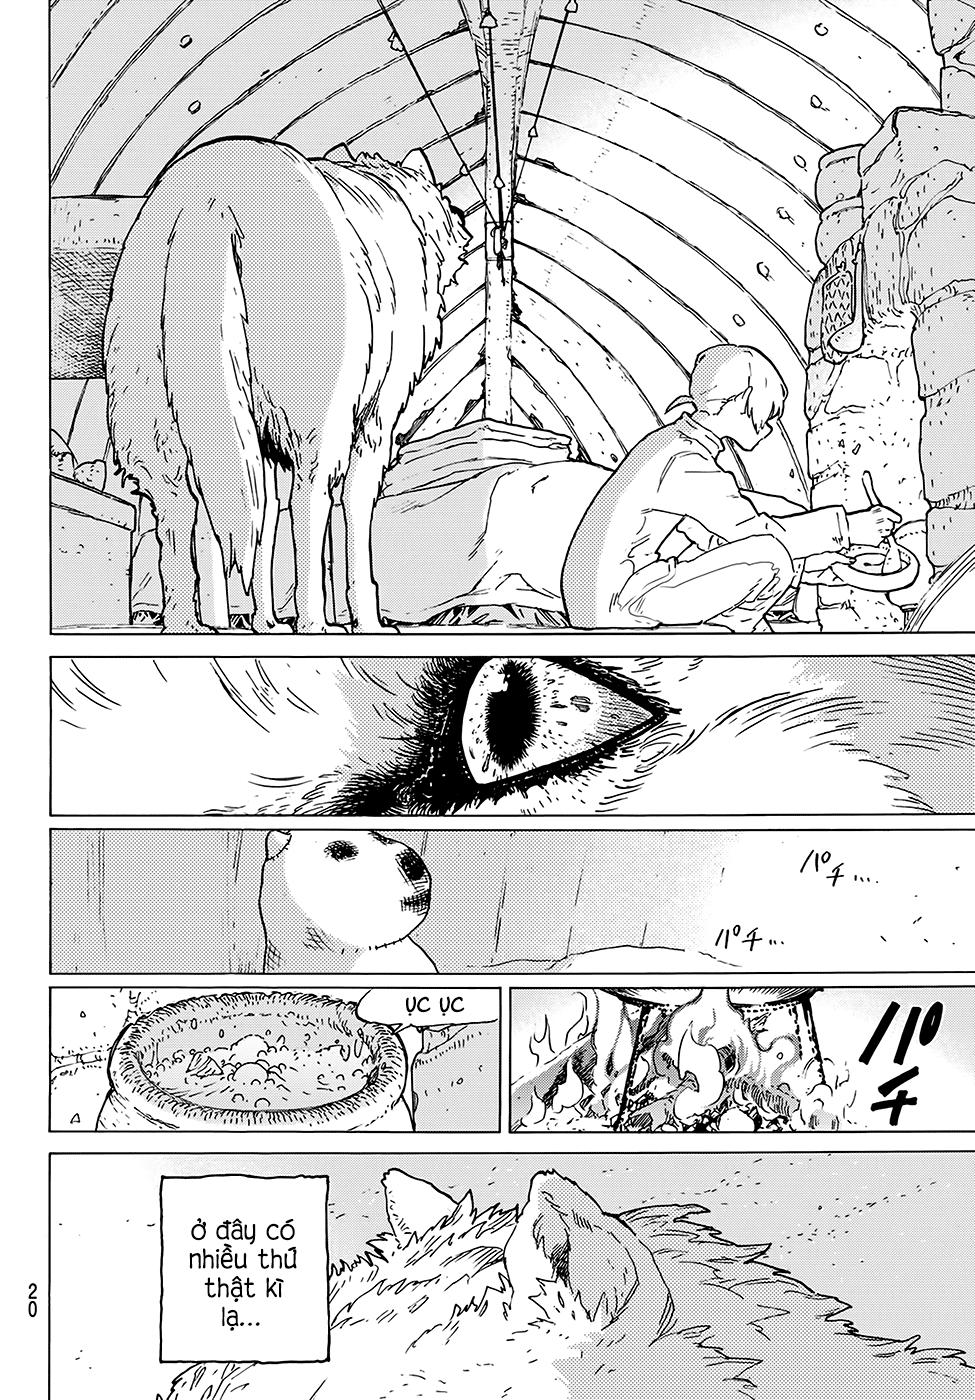 パチ...
パチ...
パチ
ỤC ỤC
Ở ĐÂY CÓ
NHIỀU THỨ
THẬT KÌ
LẠ...
20